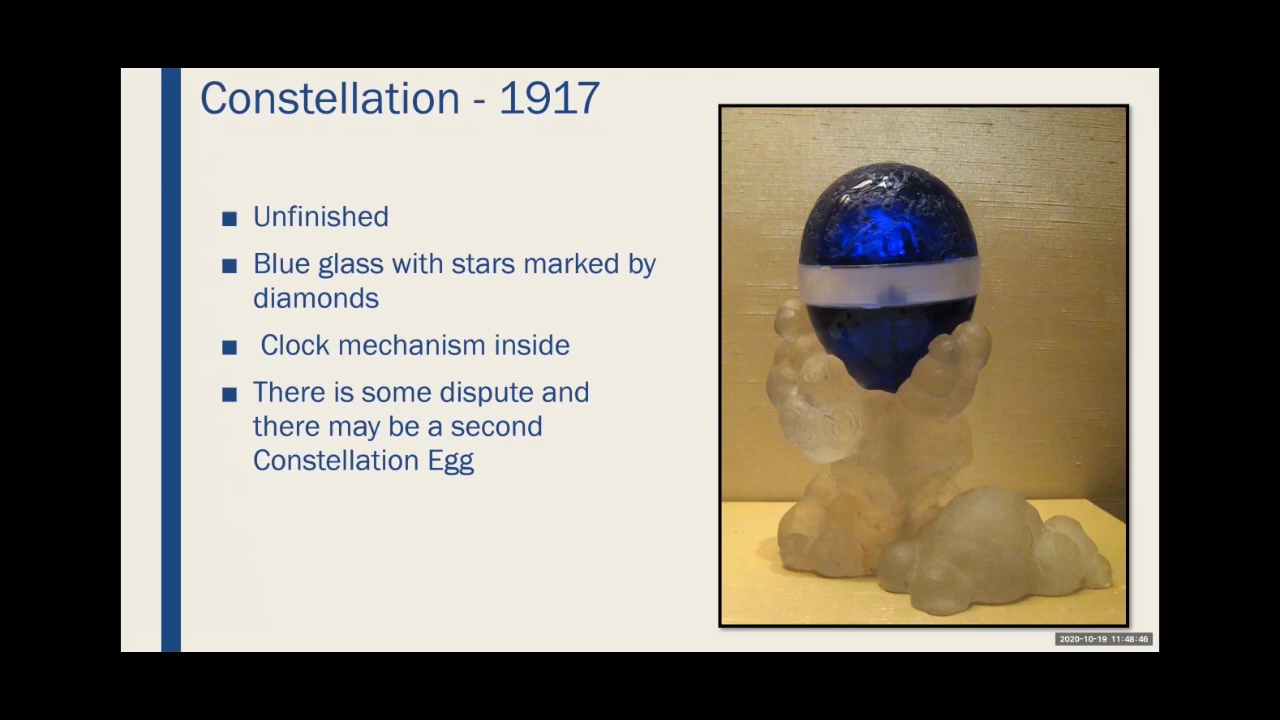 Constellation - 1917
■ Unfinished
■ Blue glass with stars marked by
diamonds
■ Clock mechanism inside
■ There is some dispute and
there may be a second
Constellation Egg
2020-10-19 11:48:46